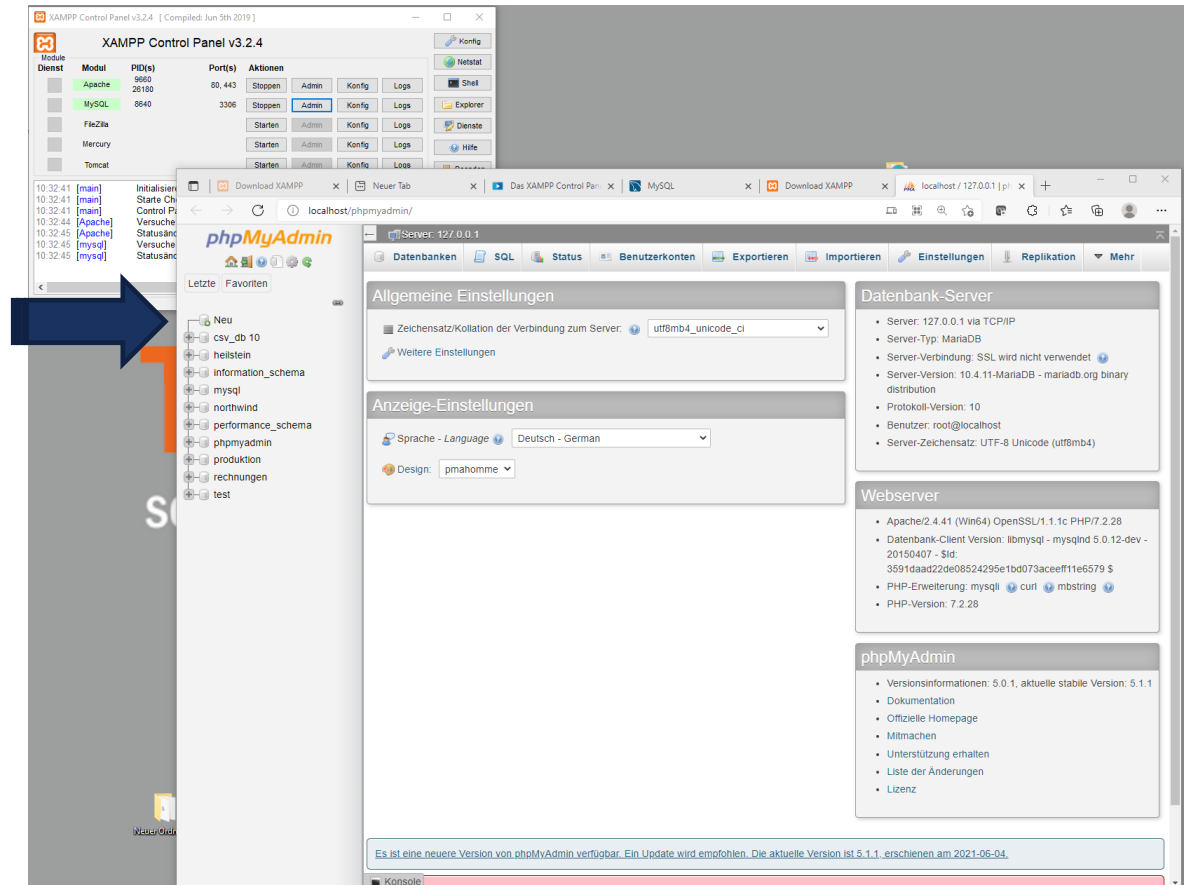 XAMPP Control Panel v3.2.4 [ Compiled: Jun 5th 2019 ]
XAMPP Control Panel v3.2.4
Konfig
Module
Dienst Modul PID(s) Port(s) Aktionen
Netstat
Apache 9660 26180 80, 443 Stoppen Admin Konfig Logs
Shell
MySQL 8640 3306 Stoppen Admin Konfig Logs
Explorer
FileZilla Starten Admin Konfig Logs
Dienste
Mercury Starten Admin Konfig Logs
Hilfe
Tomcat Starten Admin Konfig Logs
10:32:41 [main] Initialisier
10:32:41 [main] Starte Ch
10:32:41 [main] Control Pa
10:32:44 [Apache] Versuche
10:32:45 [Apache] Statusänd
10:32:45 [mysql] Versuche
10:32:45 [mysql] Statusänd
Download XAMPP
Neuer Tab
Das XAMPP Control Pan
MySQL
Download XAMPP
localhost / 127.0.0.1 | ph
localhost/phpmyadmin/
phpMyAdmin
Letzte Favoriten
Neu
csv_db 10
heilstein
information_schema
mysql
northwind
performance_schema
phpmyadmin
produktion
rechnungen
test
Server: 127.0.0.1
Datenbanken SQL Status Benutzerkonten Exportieren Importieren Einstellungen Replikation Mehr
Allgemeine Einstellungen
Zeichensatz/Kollation der Verbindung zum Server: utf8mb4_unicode_ci
Weitere Einstellungen
Anzeige-Einstellungen
Sprache - Language Deutsch - German
Design: pmahomme
Datenbank-Server
Server: 127.0.0.1 via TCP/IP
Server-Typ: MariaDB
Server-Verbindung: SSL wird nicht verwendet
Server-Version: 10.4.11-MariaDB - mariadb.org binary
distribution
Protokoll-Version: 10
Benutzer: root@localhost
Server-Zeichensatz: UTF-8 Unicode (utf8mb4)
Webserver
Apache/2.4.41 (Win64) OpenSSL/1.1.1c PHP/7.2.28
Datenbank-Client Version: libmysql - mysqlnd 5.0.12-dev -
20150407 - $Id:
3591daad22de08524295e1bd073aceeff11e6579 $
PHP-Erweiterung: mysqli curl mbstring
PHP-Version: 7.2.28
phpMyAdmin
Versionsinformationen: 5.0.1, aktuelle stabile Version: 5.1.1
Dokumentation
Offizielle Homepage
Mitmachen
Unterstützung erhalten
Liste der Änderungen
Lizenz
Es ist eine neuere Version von phpMyAdmin verfügbar. Ein Update wird empfohlen. Die aktuelle Version ist 5.1.1, erschienen am 2021-06-04.
Konsole
Neuer Ordn